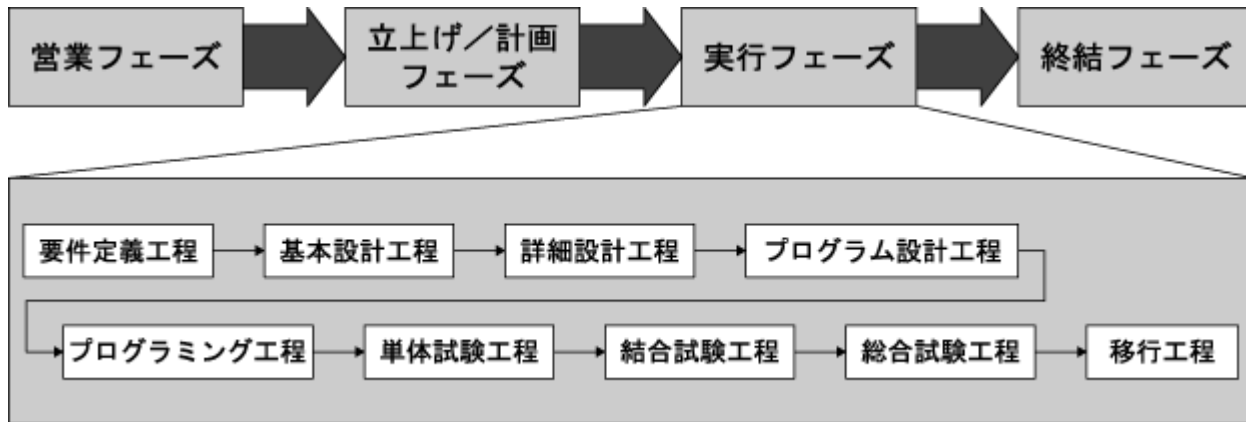 営業フェーズ
立上げ／計画
フェーズ
実行フェーズ
終結フェーズ
要件定義工程
基本設計工程
詳細設計工程
プログラム設計工程
プログラミング工程
単体試験工程
結合試験工程
総合試験工程
移行工程